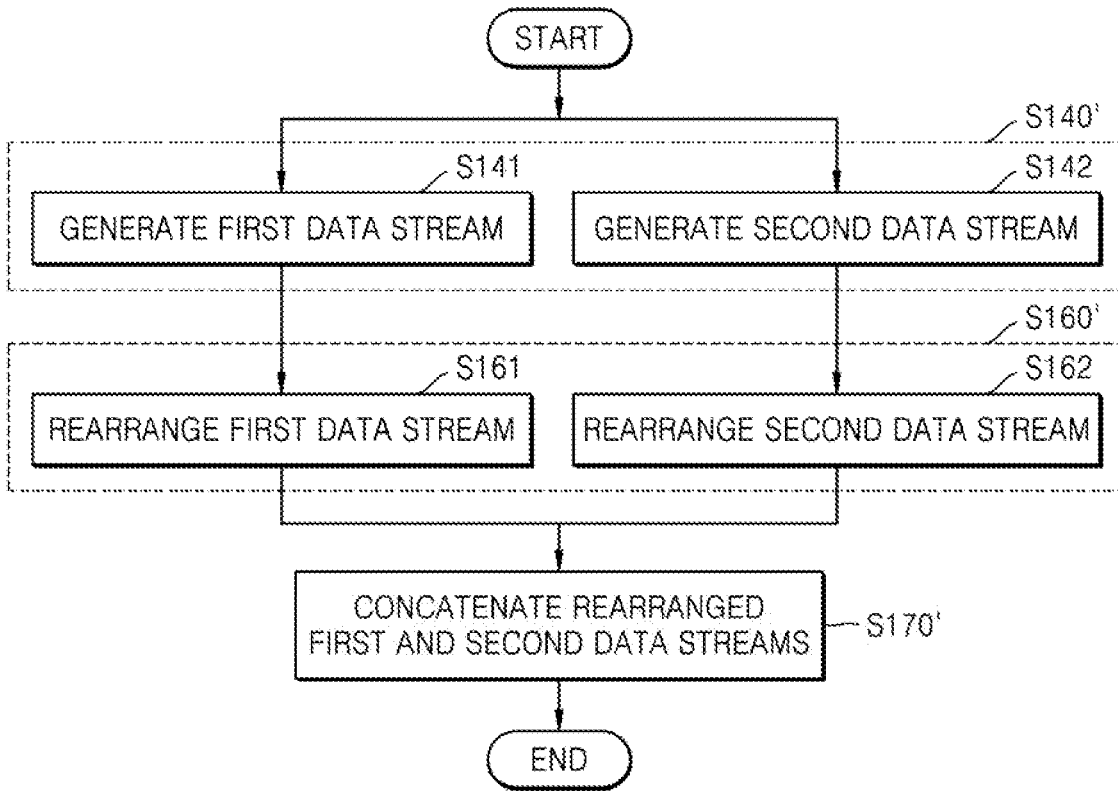 START
S140'
S141
S142
GENERATE FIRST DATA STREAM
GENERATE SECOND DATA STREAM
S160'
S161
S162
REARRANGE FIRST DATA STREAM
REARRANGE SECOND DATA STREAM
CONCATENATE REARRANGED
FIRST AND SECOND DATA STREAMS
S170'
END